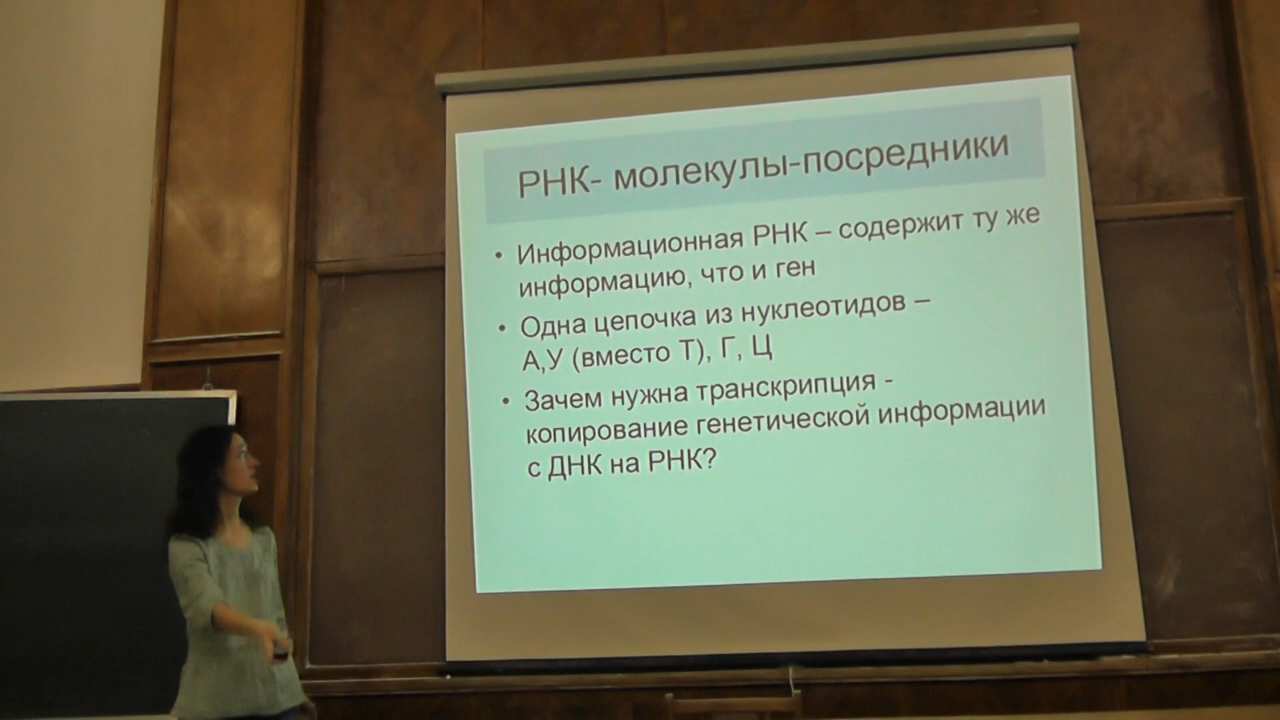 РНК- молекулы-посредники
• Информационная РНК – содержит ту же
информацию, что и ген
• Одна цепочка из нуклеотидов –
А,У (вместо Т), Г, Ц
• Зачем нужна транскрипция -
копирование генетической информации
с ДНК на РНК?